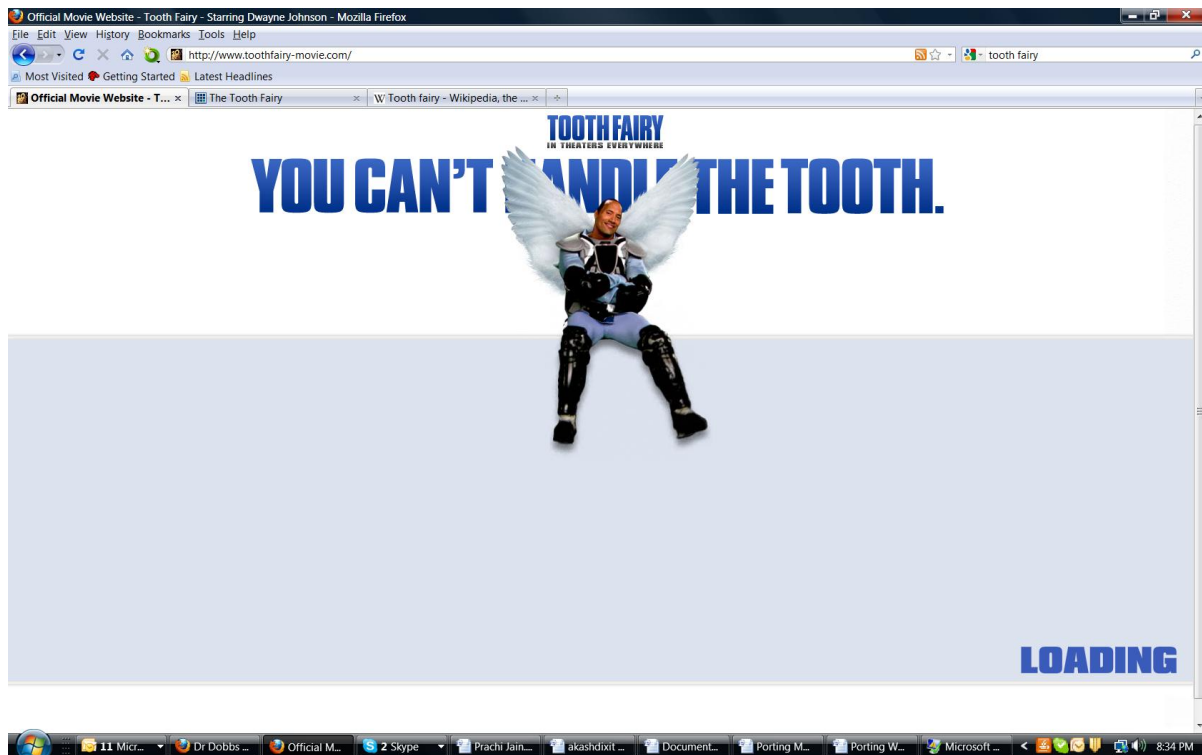 Official Movie Website - Tooth Fairy - Starring Dwayne Johnson - Mozilla Firefox
File Edit View History Bookmarks Tools Help
http://www.toothfairy-movie.com/ tooth fairy
Most Visited Getting Started Latest Headlines
Official Movie Website - T... The Tooth Fairy W Tooth fairy - Wikipedia, the ...
TOOTH FAIRY
IN THEATERS EVERYWHERE
YOU CAN'T HANDLE THE TOOTH.
LOADING
11 Micr... Dr Dobbs ... Official M... 2 Skype Prachi Jain.... akashdixit ... Document... Porting M... Porting W... Microsoft ... 8:34 PM